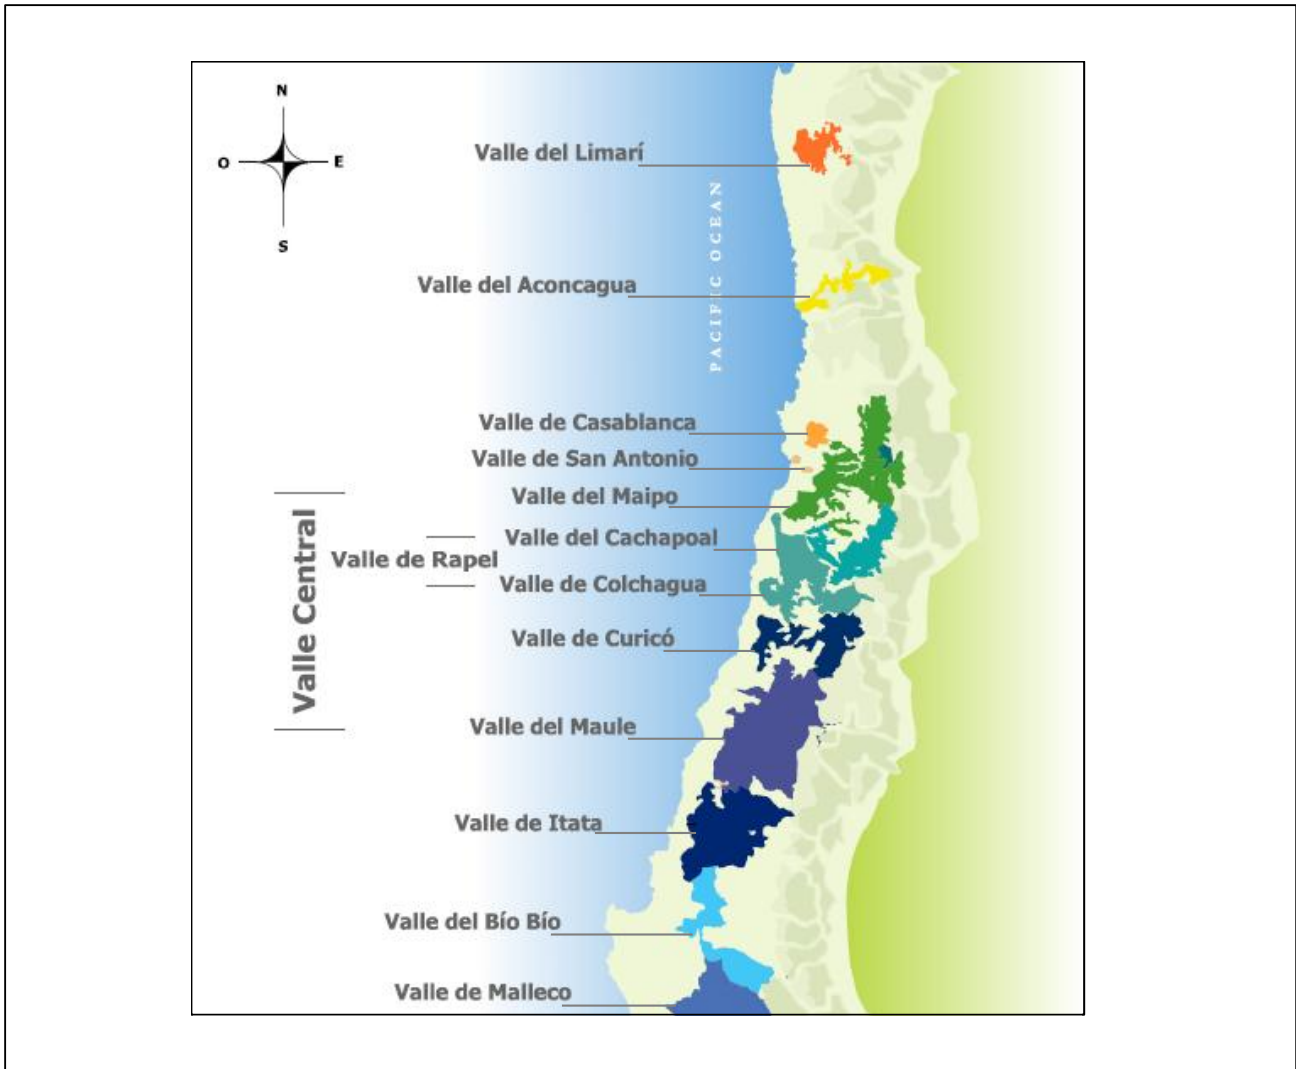 N
O
E
S
Valle del Limarí
PACIFIC OCEAN
Valle del Aconcagua
Valle de Casablanca
Valle de San Antonio
Valle del Maipo
Valle del Cachapoal
Valle de Rapel
Valle de Colchagua
Valle Central
Valle de Curicó
Valle del Maule
Valle de Itata
Valle del Bío Bío
Valle de Malleco